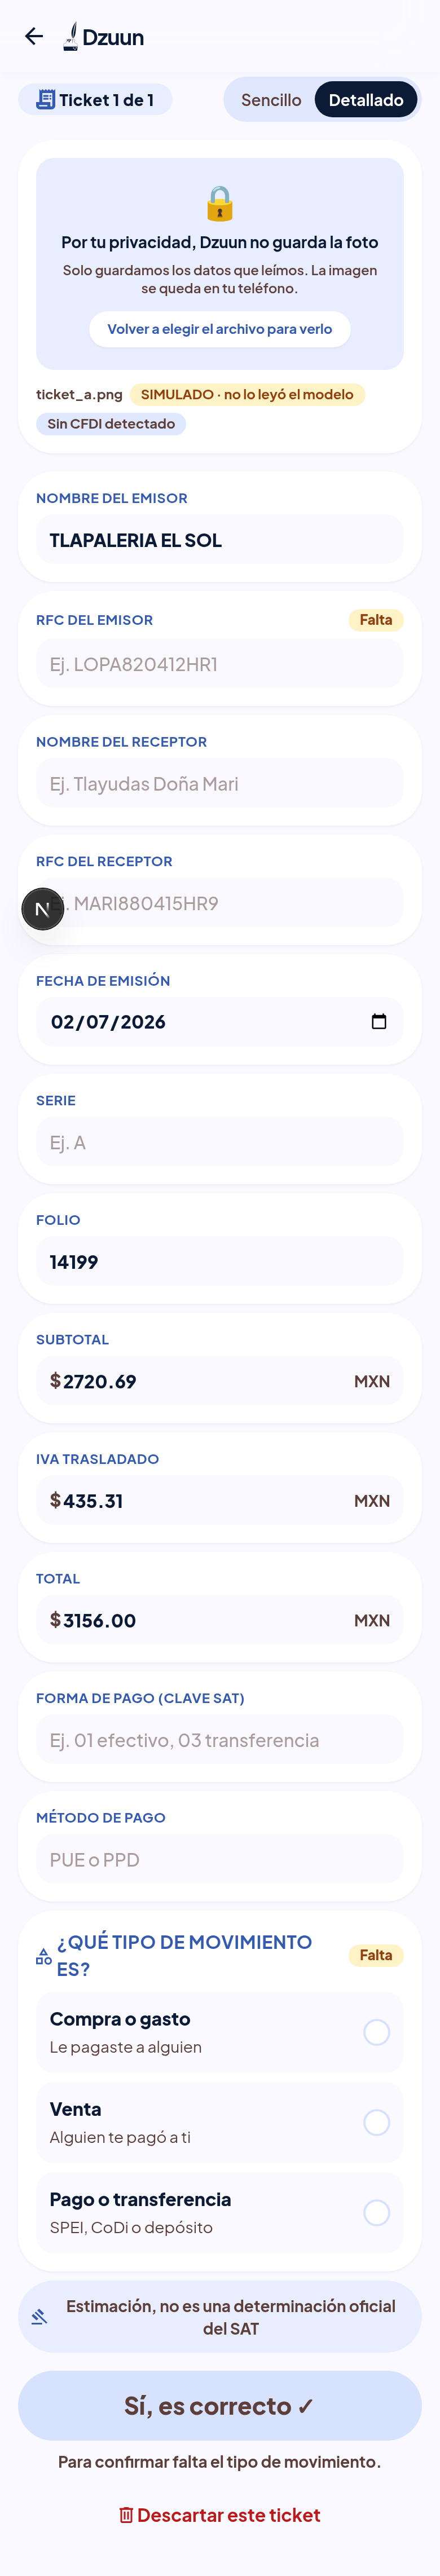 Dzuun
Ticket 1 de 1
Sencillo
Detallado
Por tu privacidad, Dzuun no guarda la foto
Solo guardamos los datos que leímos. La imagen
se queda en tu teléfono.
Volver a elegir el archivo para verlo
ticket_a.png
SIMULADO · no lo leyó el modelo
Sin CFDI detectado
NOMBRE DEL EMISOR
TLAPALERIA EL SOL
RFC DEL EMISOR
Falta
Ej. LOPA820412HR1
NOMBRE DEL RECEPTOR
Ej. Tlayudas Doña Mari
RFC DEL RECEPTOR
N
. MARI880415HR9
FECHA DE EMISIÓN
02/07/2026
SERIE
Ej. A
FOLIO
14199
SUBTOTAL
$2720.69
MXN
IVA TRASLADADO
$435.31
MXN
TOTAL
$3156.00
MXN
FORMA DE PAGO (CLAVE SAT)
Ej. 01 efectivo, 03 transferencia
MÉTODO DE PAGO
PUE o PPD
¿QUÉ TIPO DE MOVIMIENTO
ES?
Falta
Compra o gasto
Le pagaste a alguien
Venta
Alguien te pagó a ti
Pago o transferencia
SPEI, CoDi o depósito
Estimación, no es una determinación oficial
del SAT
Sí, es correcto ✓
Para confirmar falta el tipo de movimiento.
Descartar este ticket